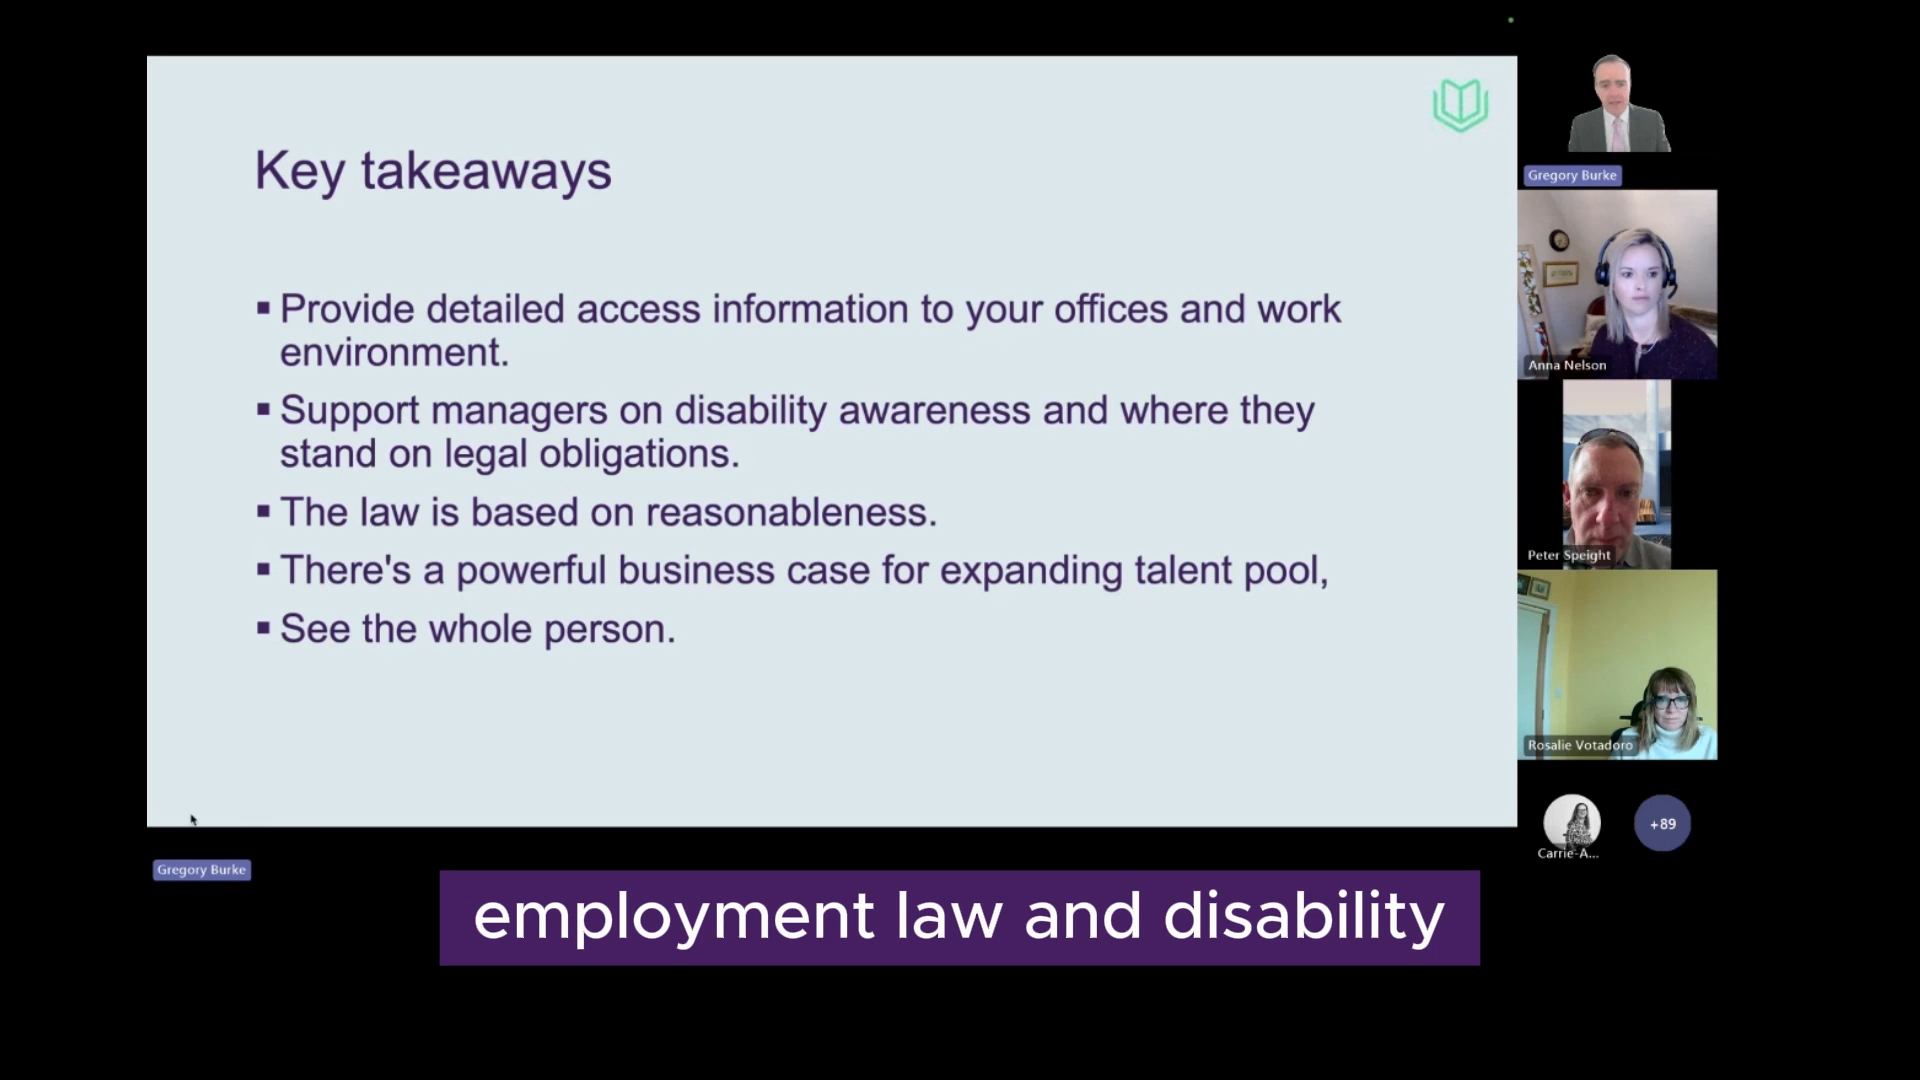 Key takeaways
▪ Provide detailed access information to your offices and work
environment.
▪ Support managers on disability awareness and where they
stand on legal obligations.
▪ The law is based on reasonableness.
▪ There's a powerful business case for expanding talent pool,
▪ See the whole person.
Gregory Burke
Anna Nelson
Peter Speight
Rosalie Votadoro
Carrie-A...
+89
Gregory Burke
employment law and disability